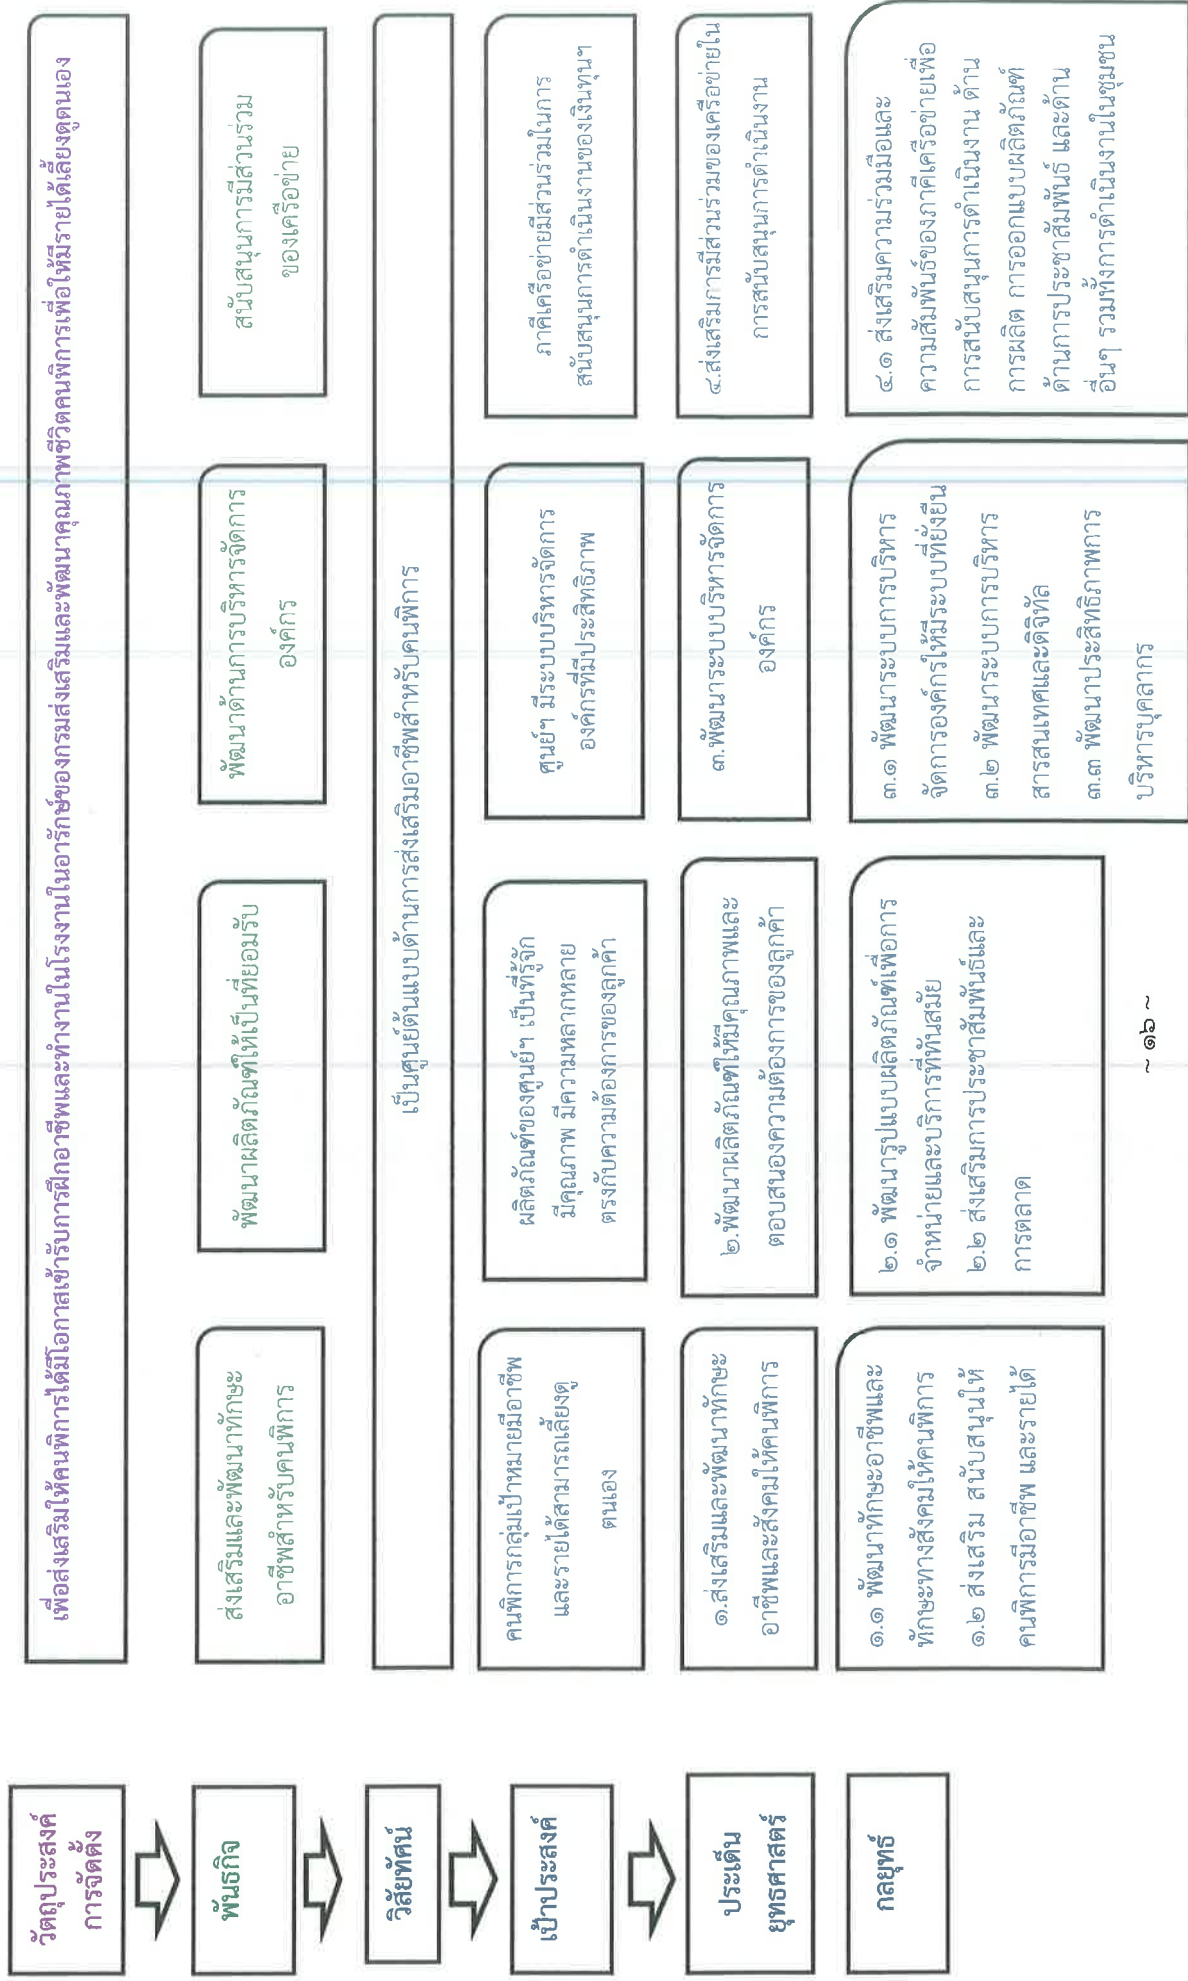 วัตถุประสงค์
การจัดตั้ง
เพื่อส่งเสริมให้คนพิการได้มีโอกาสเข้ารับการฝึกอาชีพและทำงานในโรงงานในอารักษ์ของกรมส่งเสริมและพัฒนาคุณภาพชีวิตคนพิการเพื่อให้มีรายได้เลี้ยงดูตนเอง
พันธกิจ
ส่งเสริมและพัฒนาทักษะ
อาชีพสำหรับคนพิการ
พัฒนาผลิตภัณฑ์ให้เป็นที่ยอมรับ
พัฒนาด้านการบริหารจัดการ
องค์กร
สนับสนุนการมีส่วนร่วม
ของเครือข่าย
วิสัยทัศน์
เป็นศูนย์ต้นแบบด้านการส่งเสริมอาชีพสำหรับคนพิการ
เป้าประสงค์
คนพิการกลุ่มเป้าหมายมีอาชีพ
และรายได้สามารถเลี้ยงดู
ตนเอง
ผลิตภัณฑ์ของศูนย์ฯ เป็นที่รู้จัก
มีคุณภาพ มีความหลากหลาย
ตรงกับความต้องการของลูกค้า
ศูนย์ฯ มีระบบบริหารจัดการ
องค์กรที่มีประสิทธิภาพ
ภาคีเครือข่ายมีส่วนร่วมในการ
สนับสนุนการดำเนินงานของเงินทุนฯ
ประเด็น
ยุทธศาสตร์
๑.ส่งเสริมและพัฒนาทักษะ
อาชีพและสังคมให้คนพิการ
๒.พัฒนาผลิตภัณฑ์ให้มีคุณภาพและ
ตอบสนองความต้องการของลูกค้า
๓.พัฒนาระบบบริหารจัดการ
องค์กร
๔.ส่งเสริมการมีส่วนร่วมของเครือข่ายใน
การสนับสนุนการดำเนินงาน
กลยุทธ์
๑.๑ พัฒนาทักษะอาชีพและ
ทักษะทางสังคมให้คนพิการ
๑.๒ ส่งเสริม สนับสนุนให้
คนพิการมีอาชีพ และรายได้
๒.๑ พัฒนารูปแบบผลิตภัณฑ์เพื่อการ
จำหน่ายและบริการที่ทันสมัย
๒.๒ ส่งเสริมการประชาสัมพันธ์และ
การตลาด
๓.๑ พัฒนาระบบการบริหาร
จัดการองค์กรให้มีระบบที่ยั่งยืน
๓.๒ พัฒนาระบบการบริหาร
สารสนเทศและดิจิทัล
๓.๓ พัฒนาประสิทธิภาพการ
บริหารบุคลากร
๔.๑ ส่งเสริมความร่วมมือและ
ความสัมพันธ์ของภาคีเครือข่ายเพื่อ
การสนับสนุนการดำเนินงาน ด้าน
การผลิต การออกแบบผลิตภัณฑ์
ด้านการประชาสัมพันธ์ และด้าน
อื่นๆ รวมทั้งการดำเนินงานในชุมชน
~ ๑๖ ~